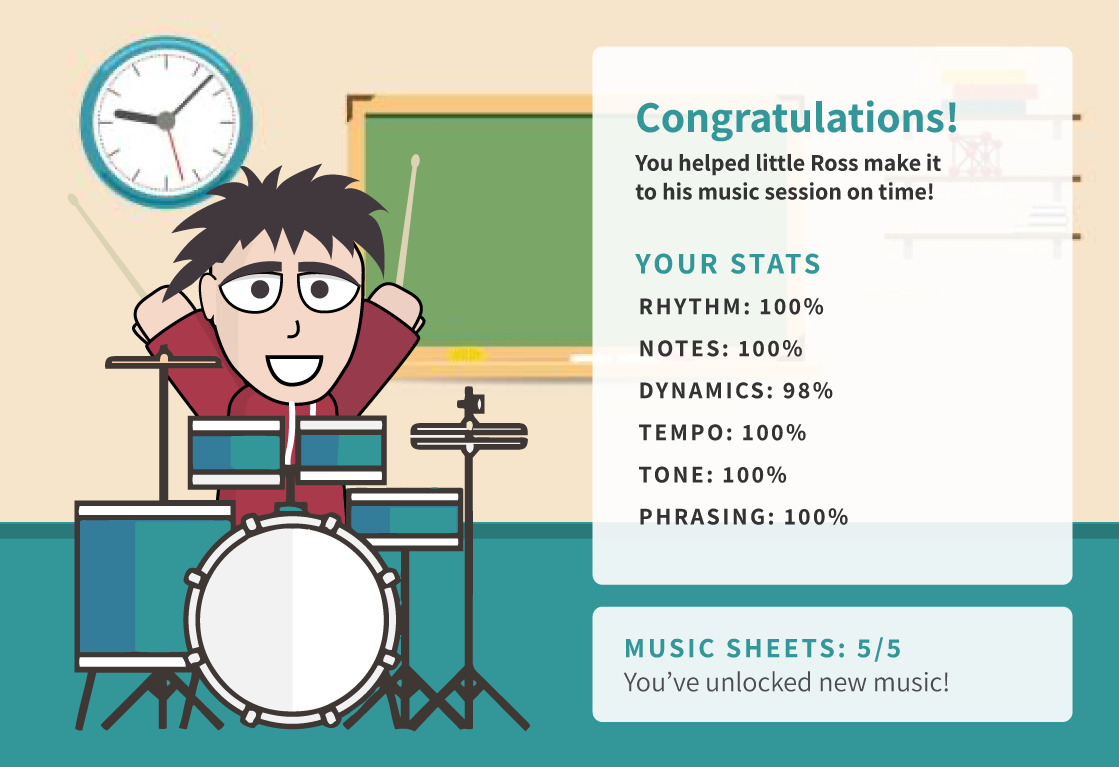 Congratulations!
You helped little Ross make it
to his music session on time!
YOUR STATS
RHYTHM: 100%
NOTES: 100%
DYNAMICS: 98%
TEMPO: 100%
TONE: 100%
PHRASING: 100%
MUSIC SHEETS: 5/5
You’ve unlocked new music!